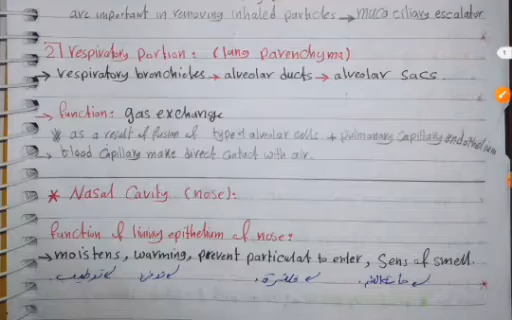 are important in removing inhaled particles → muco ciliary escalator
2] Respiratory Portion: (lung parenchyma)
→ respiratory bronchioles → alveolar ducts → alveolar sacs.
→ function: gas exchange
* as a result of fusion of type I alveolar cells + pulmonary capillary endothelium
→ blood capillary make direct contact with air.
* Nasal Cavity (nose):
function of lining epithelium of nose:
→ moistens, warming, prevent particulat to enter, Sens of smell.
ترطيب